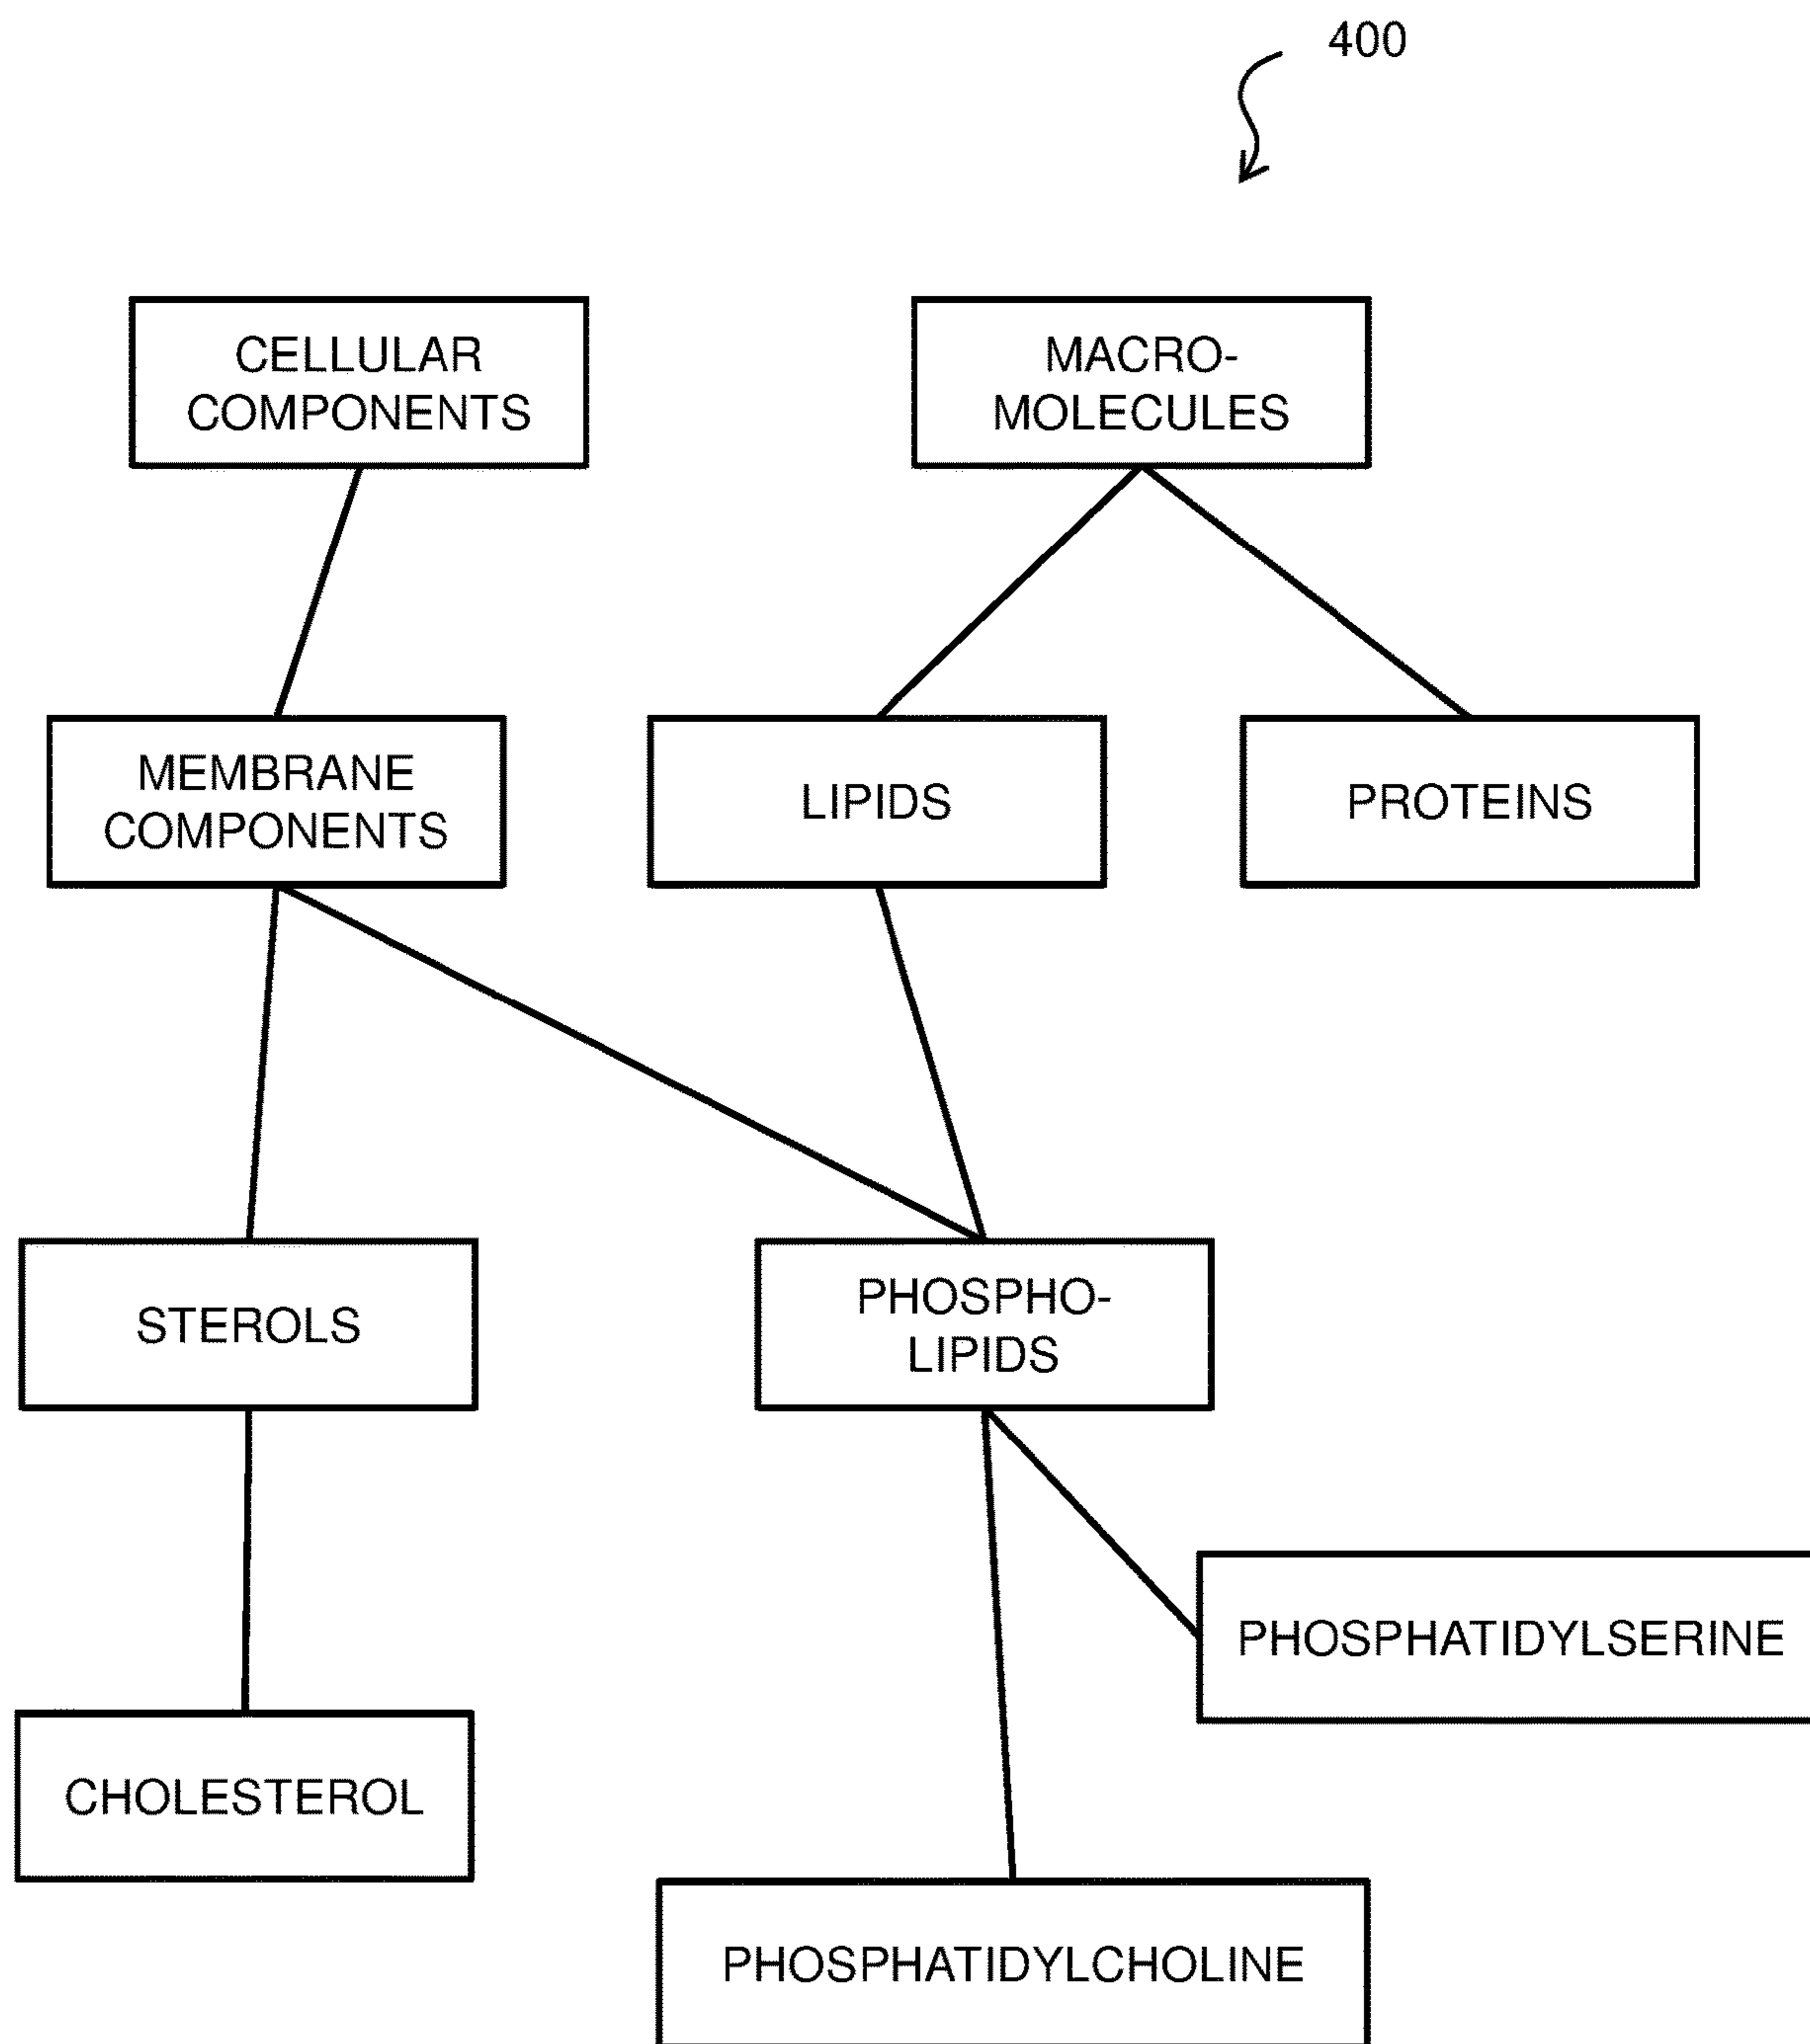 400
CELLULAR
COMPONENTS
MACRO-
MOLECULES
MEMBRANE
COMPONENTS
LIPIDS
PROTEINS
STEROLS
PHOSPHO-
LIPIDS
PHOSPHATIDYLSERINE
CHOLESTEROL
PHOSPHATIDYLCHOLINE